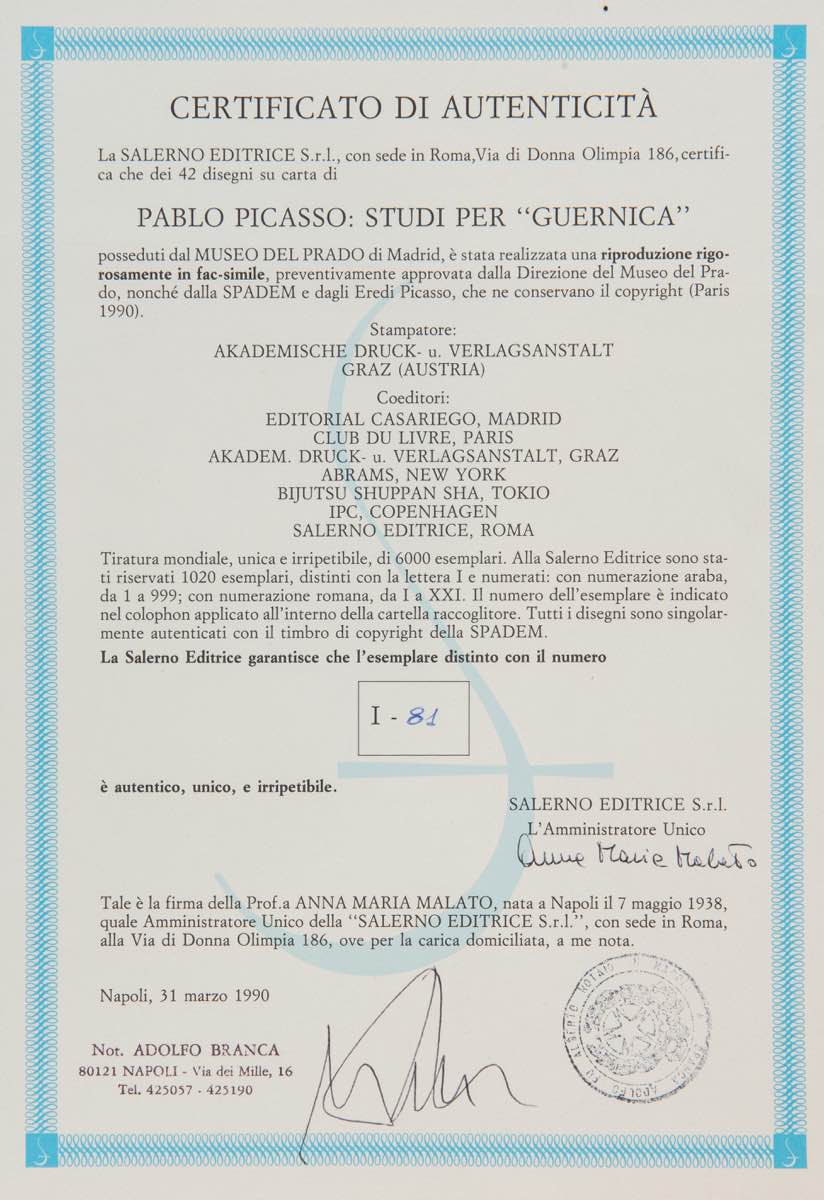 CERTIFICATO DI AUTENTICITÀ
La SALERNO EDITRICE S.r.l., con sede in Roma,Via di Donna Olimpia 186,certifi-
ca che dei 42 disegni su carta di
PABLO PICASSO: STUDI PER “GUERNICA”
posseduti dal MUSEO DEL PRADO di Madrid, è stata realizzata una riproduzione rigo-
rosamente in fac-simile, preventivamente approvata dalla Direzione del Museo del Pra-
do, nonché dalla SPADEM e dagli Eredi Picasso, che ne conservano il copyright (Paris
1990).
Stampatore:
AKADEMISCHE DRUCK- u. VERLAGSANSTALT
GRAZ (AUSTRIA)
Coeditori:
EDITORIAL CASARIEGO, MADRID
CLUB DU LIVRE, PARIS
AKADEM. DRUCK- u. VERLAGSANSTALT, GRAZ
ABRAMS, NEW YORK
BIJUTSU SHUPPAN SHA, TOKIO
IPC, COPENHAGEN
SALERNO EDITRICE, ROMA
Tiratura mondiale, unica e irripetibile, di 6000 esemplari. Alla Salerno Editrice sono sta-
ti riservati 1020 esemplari, distinti con la lettera I e numerati: con numerazione araba,
da 1 a 999; con numerazione romana, da I a XXI. Il numero dell’esemplare è indicato
nel colophon applicato all’interno della cartella raccoglitore. Tutti i disegni sono singolar-
mente autenticati con il timbro di copyright della SPADEM.
La Salerno Editrice garantisce che l’esemplare distinto con il numero
I - 81
è autentico, unico, e irripetibile.
SALERNO EDITRICE S.r.l.
L’Amministratore Unico
Anna Maria Malato
Tale è la firma della Prof.a ANNA MARIA MALATO, nata a Napoli il 7 maggio 1938,
quale Amministratore Unico della “SALERNO EDITRICE S.r.l.”, con sede in Roma,
alla Via di Donna Olimpia 186, ove per la carica domiciliata, a me nota.
Napoli, 31 marzo 1990
Not. ADOLFO BRANCA
80121 NAPOLI - Via dei Mille, 16
Tel. 425057 - 425190
ALBERTO NOTAIO
ADOLFO